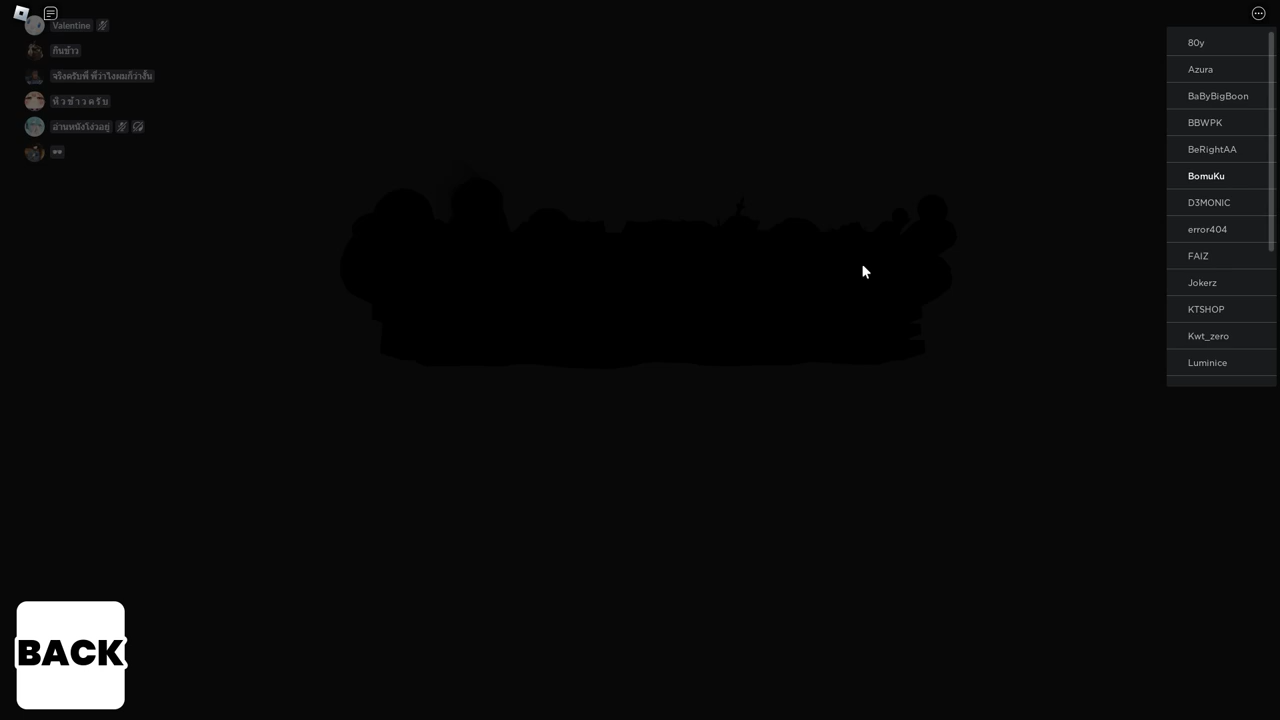 Valentine
กินข้าว
จริงครับพี่ พี่ว่าไงผมก็ว่างั้น
หิ ว ข้ า ว ค รั บ
อ่านหนังโง่วอยู่
80y
Azura
BaByBigBoon
BBWPK
BeRightAA
BomuKu
D3MONIC
error404
FAIZ
Jokerz
KTSHOP
Kwt_zero
Luminice
BACK